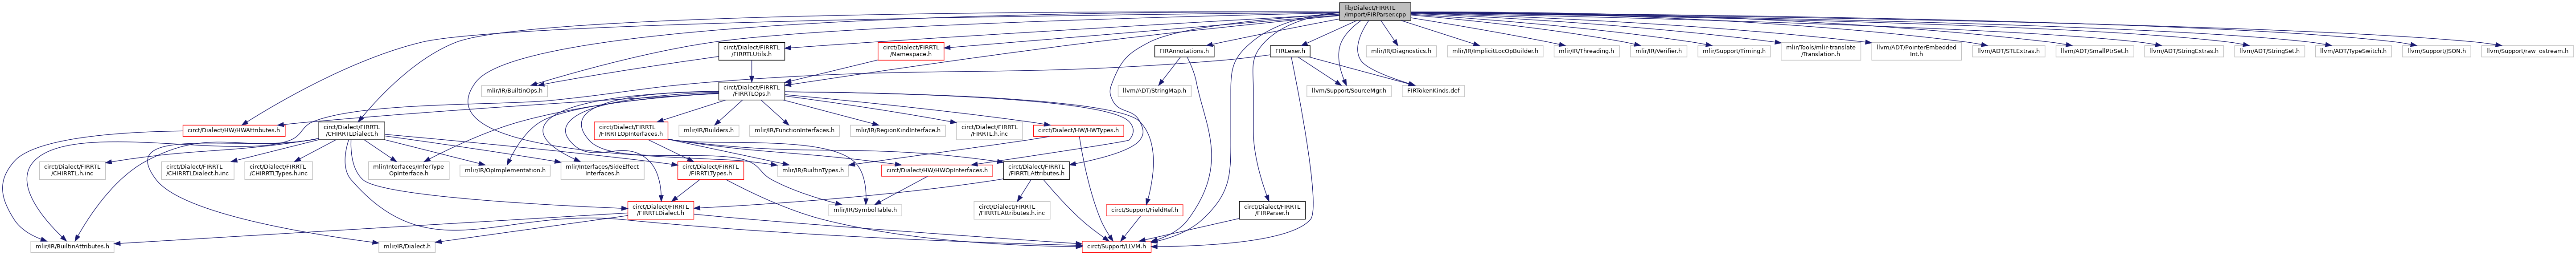 lib/Dialect/FIRRTL
/Import/FIRParser.cpp
circt/Dialect/FIRRTL
/FIRRTLUtils.h
circt/Dialect/FIRRTL
/Namespace.h
FIRAnnotations.h
FIRLexer.h
mlir/IR/Diagnostics.h
mlir/IR/ImplicitLocOpBuilder.h
mlir/IR/Threading.h
mlir/IR/Verifier.h
mlir/Support/Timing.h
mlir/Tools/mlir-translate
/Translation.h
llvm/ADT/PointerEmbedded
Int.h
llvm/ADT/STLExtras.h
llvm/ADT/SmallPtrSet.h
llvm/ADT/StringExtras.h
llvm/ADT/StringSet.h
llvm/ADT/TypeSwitch.h
llvm/Support/JSON.h
llvm/Support/raw_ostream.h
mlir/IR/BuiltinOps.h
circt/Dialect/FIRRTL
/FIRRTLOps.h
llvm/ADT/StringMap.h
llvm/Support/SourceMgr.h
FIRTokenKinds.def
circt/Dialect/HW/HWAttributes.h
circt/Dialect/FIRRTL
/CHIRRTLDialect.h
circt/Dialect/FIRRTL
/FIRRTLOpInterfaces.h
mlir/IR/Builders.h
mlir/IR/FunctionInterfaces.h
mlir/IR/RegionKindInterface.h
circt/Dialect/FIRRTL
/FIRRTL.h.inc
circt/Dialect/HW/HWTypes.h
circt/Dialect/FIRRTL
/CHIRRTL.h.inc
circt/Dialect/FIRRTL
/CHIRRTLDialect.h.inc
circt/Dialect/FIRRTL
/CHIRRTLTypes.h.inc
mlir/Interfaces/InferType
OpInterface.h
mlir/IR/OpImplementation.h
mlir/Interfaces/SideEffect
Interfaces.h
circt/Dialect/FIRRTL
/FIRRTLTypes.h
mlir/IR/BuiltinTypes.h
circt/Dialect/HW/HWOpInterfaces.h
circt/Dialect/FIRRTL
/FIRRTLAttributes.h
circt/Dialect/FIRRTL
/FIRRTLDialect.h
mlir/IR/SymbolTable.h
circt/Dialect/FIRRTL
/FIRRTLAttributes.h.inc
circt/Support/FieldRef.h
circt/Dialect/FIRRTL
/FIRParser.h
mlir/IR/BuiltinAttributes.h
mlir/IR/Dialect.h
circt/Support/LLVM.h